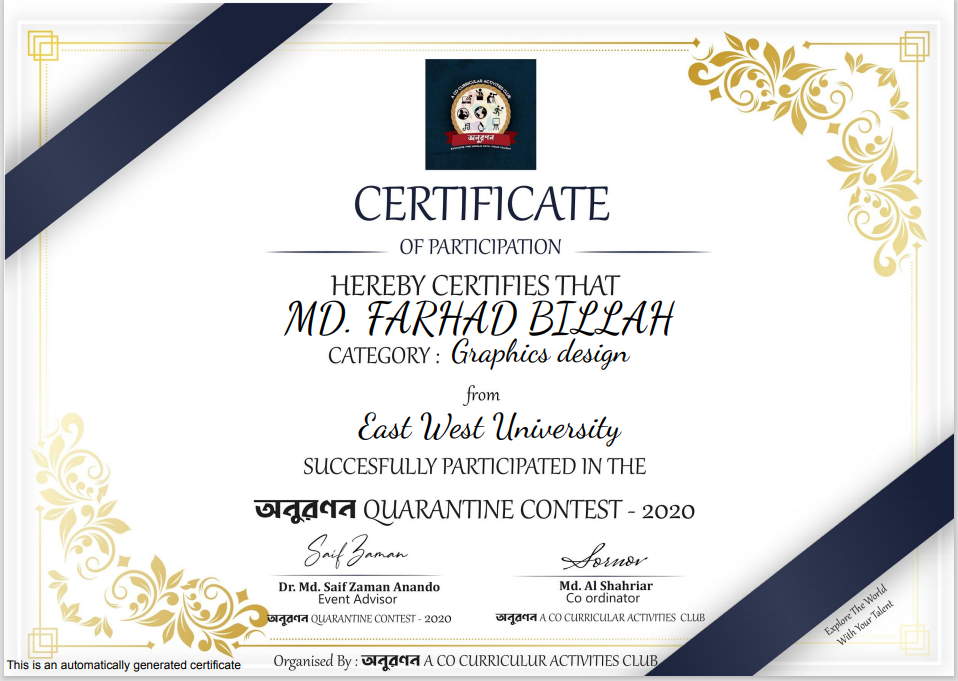 A CO CURRICULAR ACTIVITIES CLUB
অনুরণন
EXPLORE THE WORLD WITH YOUR TALENT
CERTIFICATE
OF PARTICIPATION
HEREBY CERTIFIES THAT
MD. FARHAD BILLAH
CATEGORY : Graphics design
from
East West University
SUCCESFULLY PARTICIPATED IN THE
অনুরণন QUARANTINE CONTEST - 2020
Saif Zaman
Sornov
Dr. Md. Saif Zaman Anando
Md. Al Shahriar
Event Advisor
Co ordinator
অনুরণন QUARANTINE CONTEST - 2020
অনুরণন A CO CURRICULAR ACTIVITIES CLUB
Explore The World
With Your Talent
Organised By : অনুরণন A CO CURRICULUR ACTIVITIES CLUB
This is an automatically generated certificate